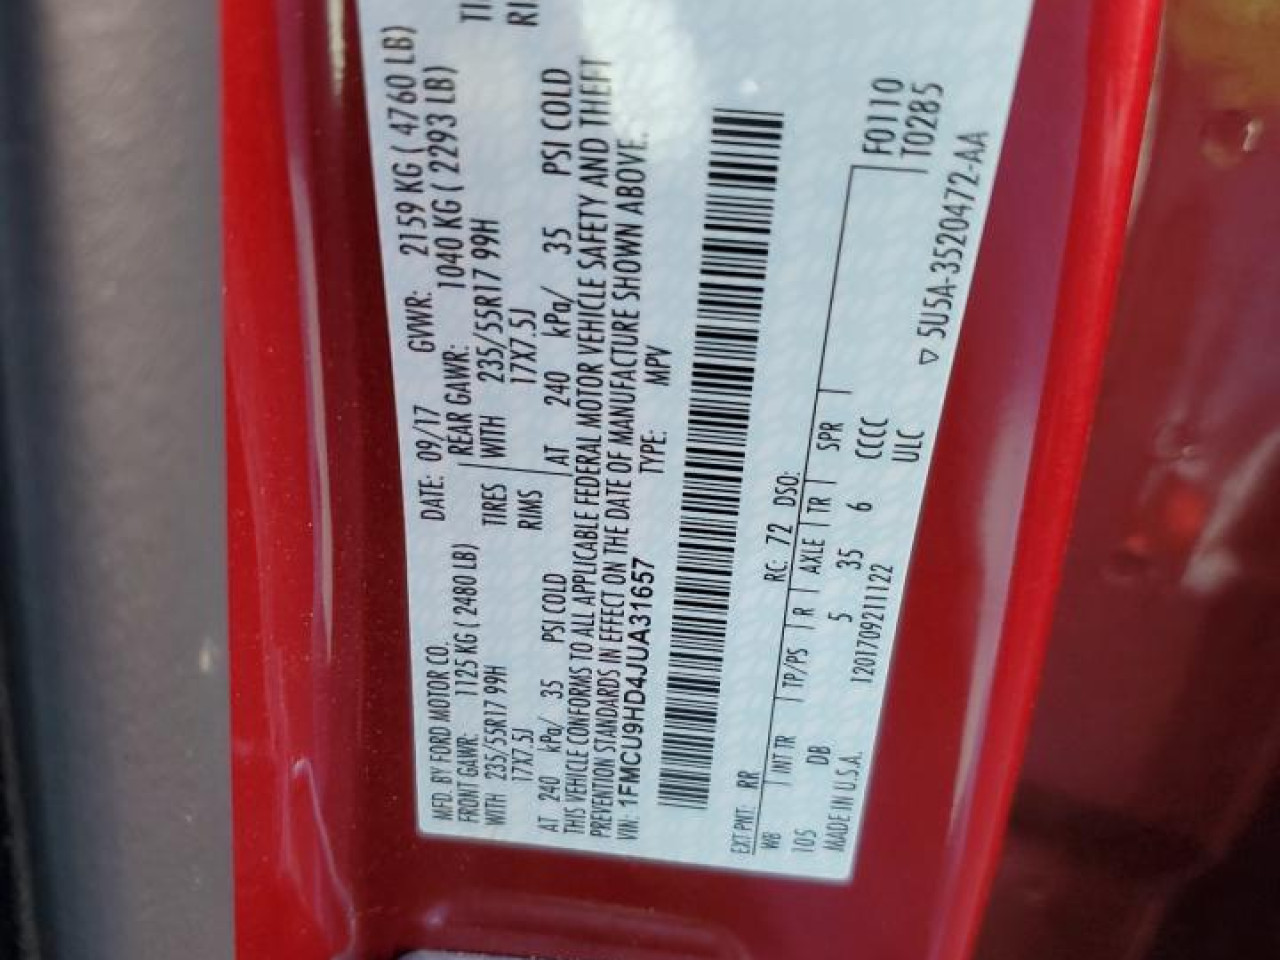 MFD. BY FORD MOTOR CO.
DATE: 09/17 GVWR: 2159 KG ( 4760 LB)
FRONT GAWR: 1125 KG ( 2480 LB) REAR GAWR: 1040 KG ( 2293 LB)
WITH 235/55R17 99H TIRES WITH 235/55R17 99H
17X7.5J RIMS 17X7.5J
AT 240 kPa/ 35 PSI COLD AT 240 kPa/ 35 PSI COLD
THIS VEHICLE CONFORMS TO ALL APPLICABLE FEDERAL MOTOR VEHICLE SAFETY AND THEFT
PREVENTION STANDARDS IN EFFECT ON THE DATE OF MANUFACTURE SHOWN ABOVE.
VIN: 1FMCU9HD4JUA31657 TYPE: MPV
F0110
T0285
EXT PNT: RR RC: 72 DSO:
WB INT TR TP/PS R AXLE TR SPR
105 DB 5 35 6 CCCC
MADE IN U.S.A. 120170921122 ULC
▽ 5U5A-3520472-AA